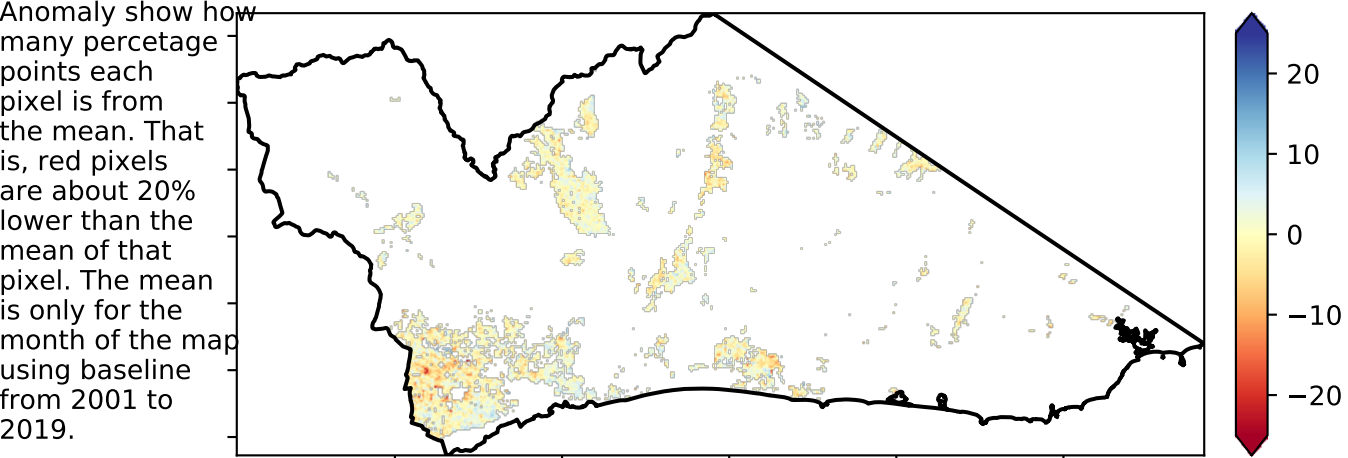 Anomaly show how
many percetage
points each
pixel is from
the mean. That
is, red pixels
are about 20%
lower than the
mean of that
pixel. The mean
is only for the
month of the map
using baseline
from 2001 to
2019.
20
10
0
−10
−20